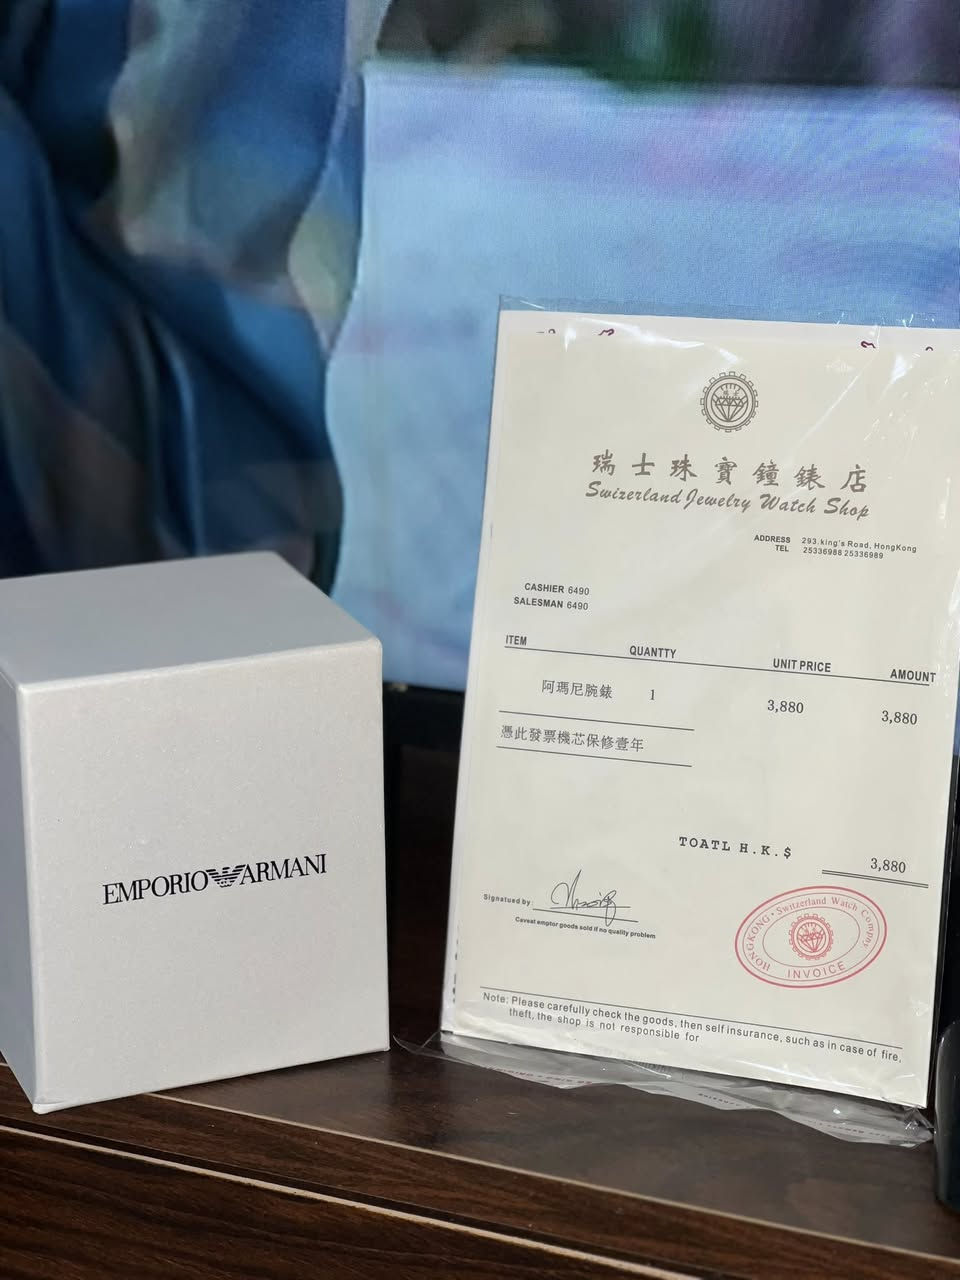 瑞士珠寶鐘錶店
Swizerland Jewelry Watch Shop
ADDRESS 293.king's Road, HongKong
TEL 25336988 25336989
CASHIER 6490
SALESMAN 6490
ITEM QUANTTY UNIT PRICE AMOUNT
阿瑪尼腕錶 1 3,880 3,880
憑此發票機芯保修壹年
TOATL H.K.$ 3,880
Signatued by:
Caveat emptor goods sold if no quality problem
HONGKONG · Switzerland Watch Company
INVOICE
Note: Please carefully check the goods, then self insurance, such as in case of fire,
theft, the shop is not responsible for
EMPORIO ARMANI